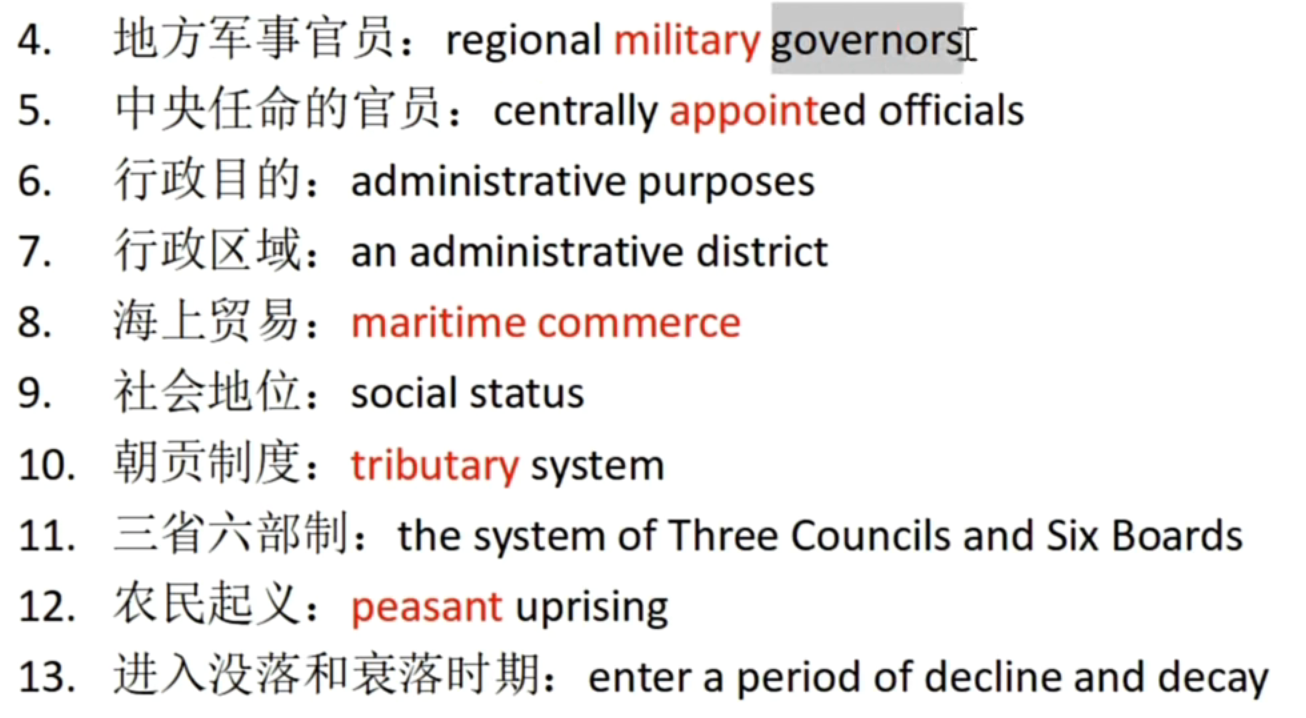 4. 地方军事官员：regional military governors
5. 中央任命的官员：centrally appointed officials
6. 行政目的：administrative purposes
7. 行政区域：an administrative district
8. 海上贸易：maritime commerce
9. 社会地位：social status
10. 朝贡制度：tributary system
11. 三省六部制：the system of Three Councils and Six Boards
12. 农民起义：peasant uprising
13. 进入没落和衰落时期：enter a period of decline and decay